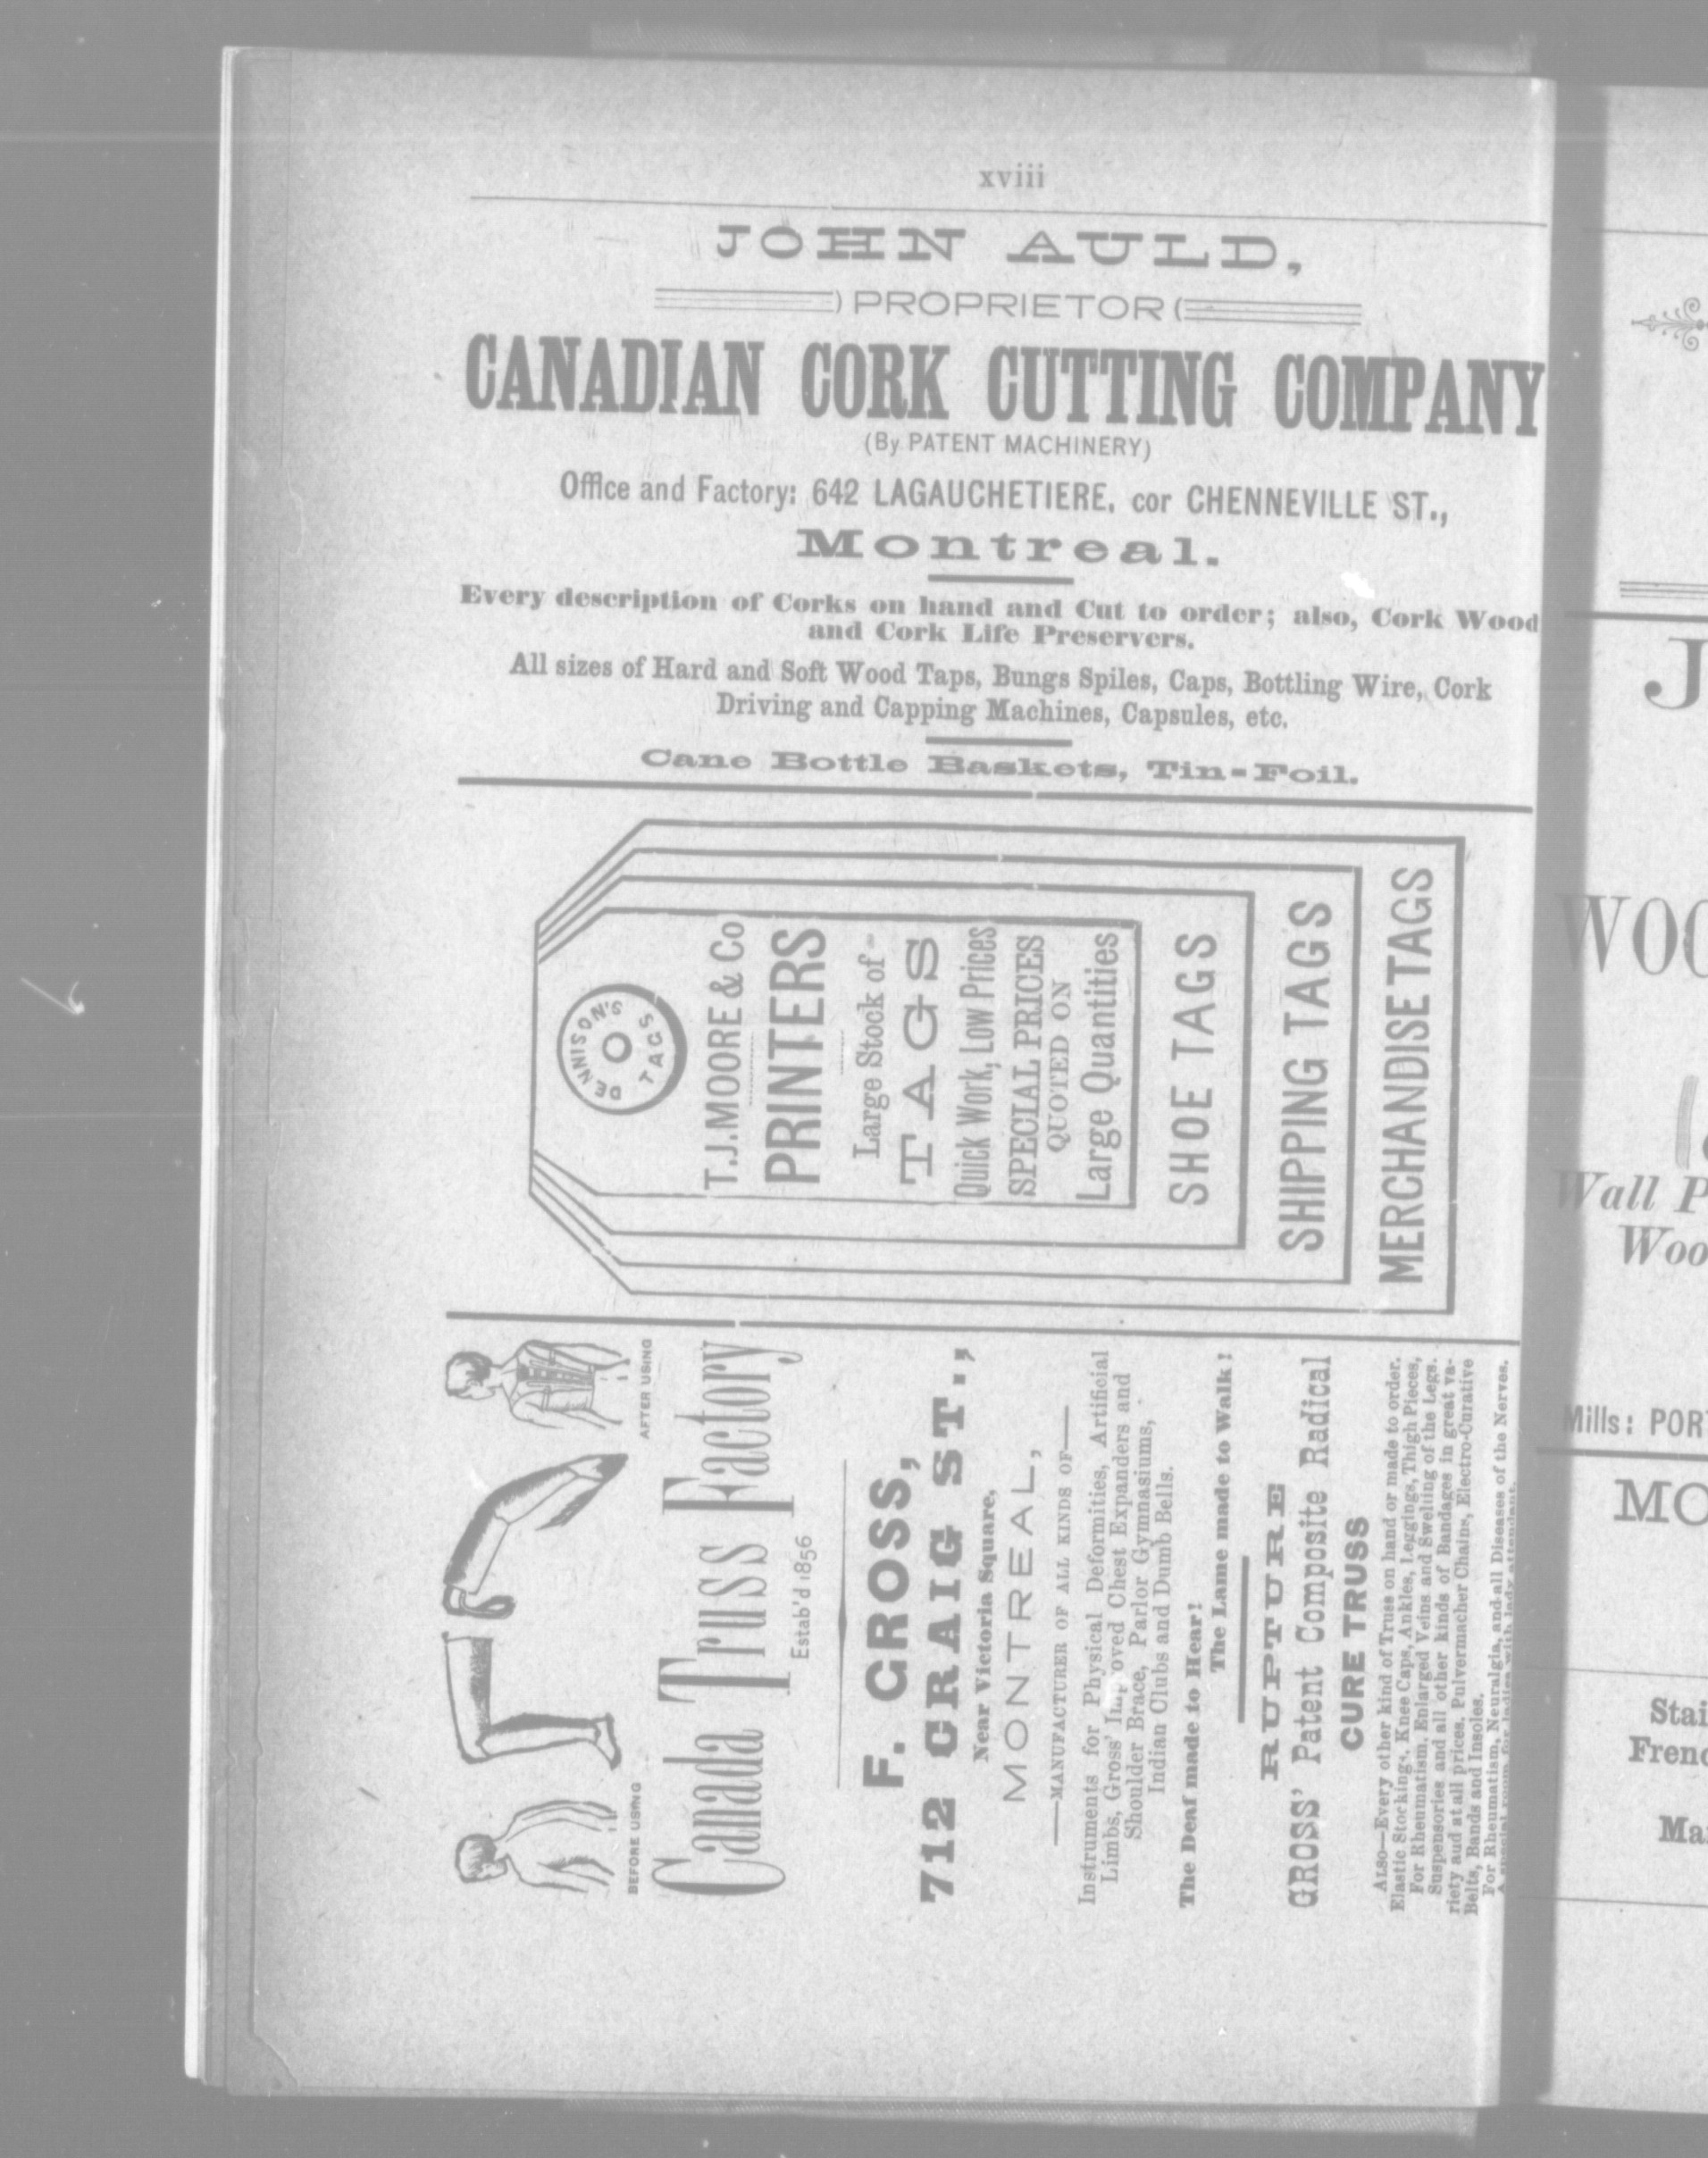 xviii
JOHN AULD,
) PROPRIETOR (
CANADIAN CORK CUTTING COMPANY
(By PATENT MACHINERY)
Office and Factory: 642 LAGAUCHETIERE, cor CHENNEVILLE ST.,
Montreal.
Every description of Corks on hand and Cut to order; also, Cork Wood
and Cork Life Preservers.
All sizes of Hard and Soft Wood Taps, Bungs Spiles, Caps, Bottling Wire, Cork
Driving and Capping Machines, Capsules, etc.
Cane Bottle Baskets, Tin-Foil.
DENNISON'S
TAGS
T.J. MOORE & Co
PRINTERS
Large Stock of -
TAGS
Quick Work, Low Prices
SPECIAL PRICES
QUOTED ON
Large Quantities
SHOE TAGS
SHIPPING TAGS
MERCHANDISE TAGS
BEFORE USING
AFTER USING
Canada Truss Factory
Estab'd 1856
F. GROSS,
712 CRAIG ST.,
Near Victoria Square,
MONTREAL,
—MANUFACTURER OF ALL KINDS OF—
Instruments for Physical Deformities, Artificial
Limbs, Gross' Improved Chest Expanders and
Shoulder Brace, Parlor Gymnasiums,
Indian Clubs and Dumb Bells.
The Deaf made to Hear!
The Lame made to Walk!
RUPTURE
GROSS' Patent Composite Radical
CURE TRUSS
ALSO—Every other kind of Truss on hand or made to order.
Elastic Stockings, Knee Caps, Ankles, Leggings, Thigh Pieces,
For Rheumatism, Enlarged Veins and Swelling of the Legs.
Suspensories and all other kinds of Bandages in great va-
riety aud at all prices. Pulvermacher Chains, Electro-Curative
Belts, Bands and Insoles.
For Rheumatism, Neuralgia, and all Diseases of the Nerves.
A special room for ladies with lady attendant.
J
WOO
Wall P
Woo
Mills: POR
MO
Stai
Frenc
Ma